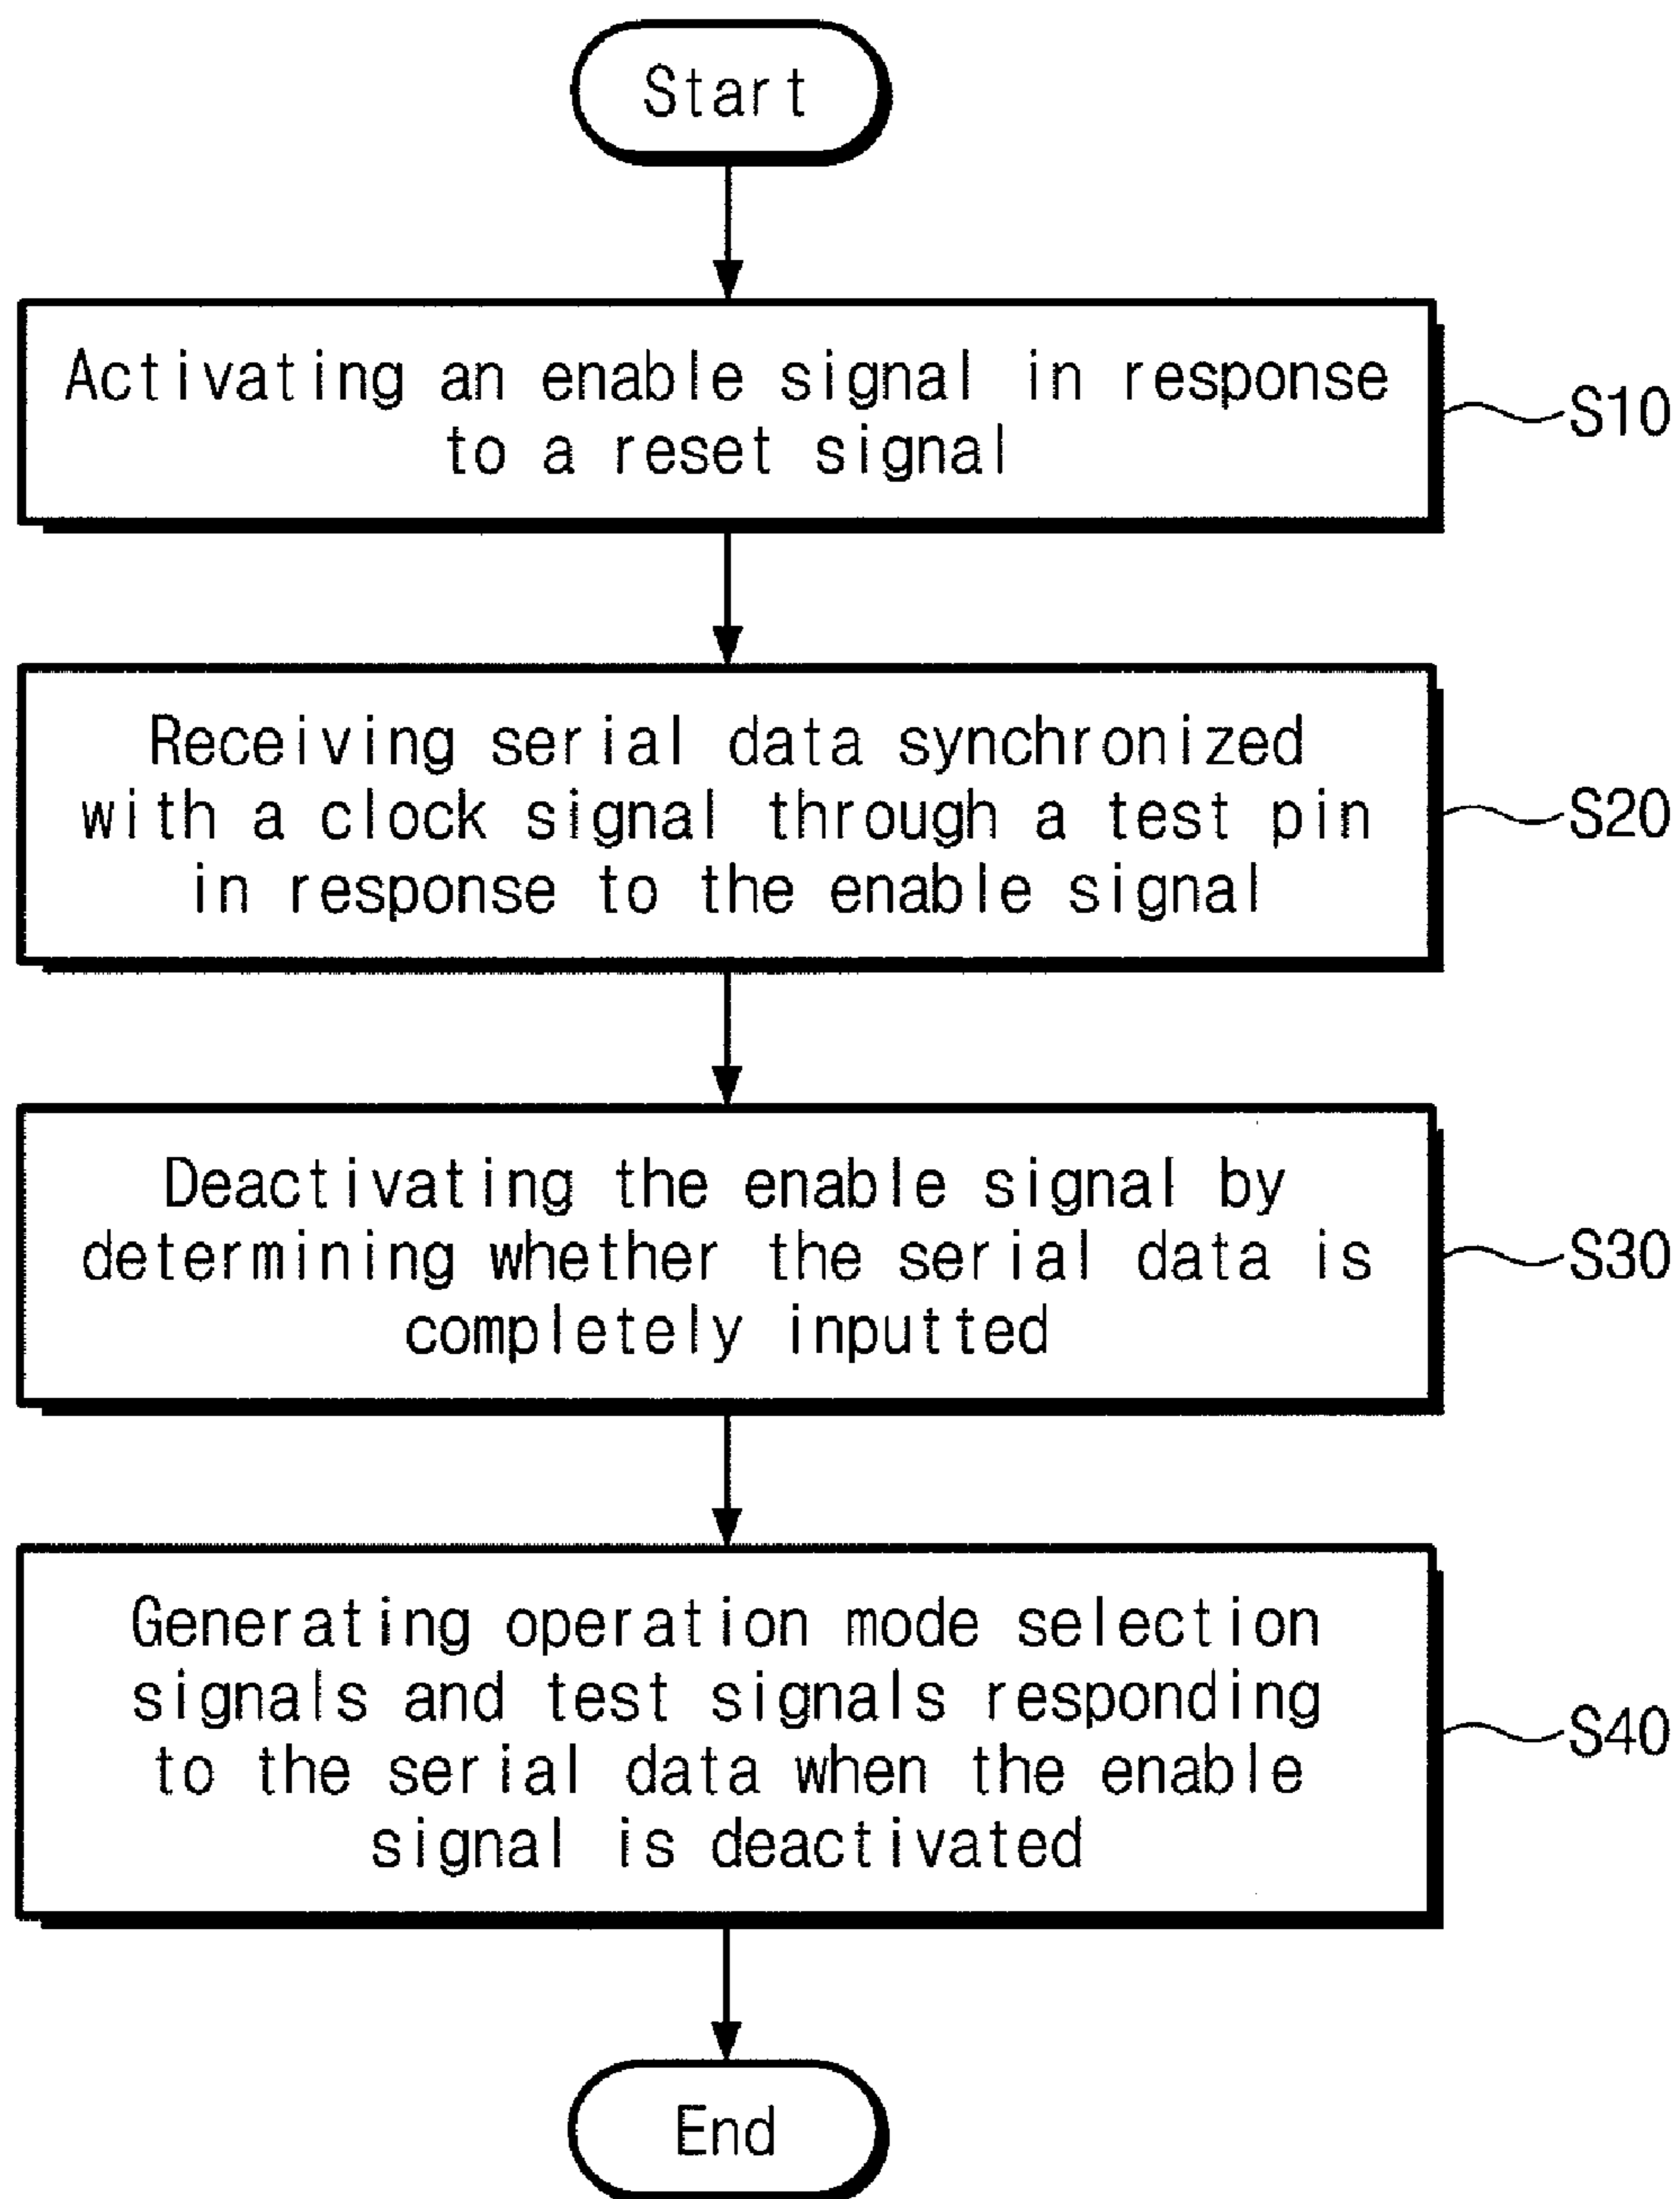 Start
Activating an enable signal in response
to a reset signal
S10
Receiving serial data synchronized
with a clock signal through a test pin
in response to the enable signal
S20
Deactivating the enable signal by
determining whether the serial data is
completely inputted
S30
Generating operation mode selection
signals and test signals responding
to the serial data when the enable
signal is deactivated
S40
End